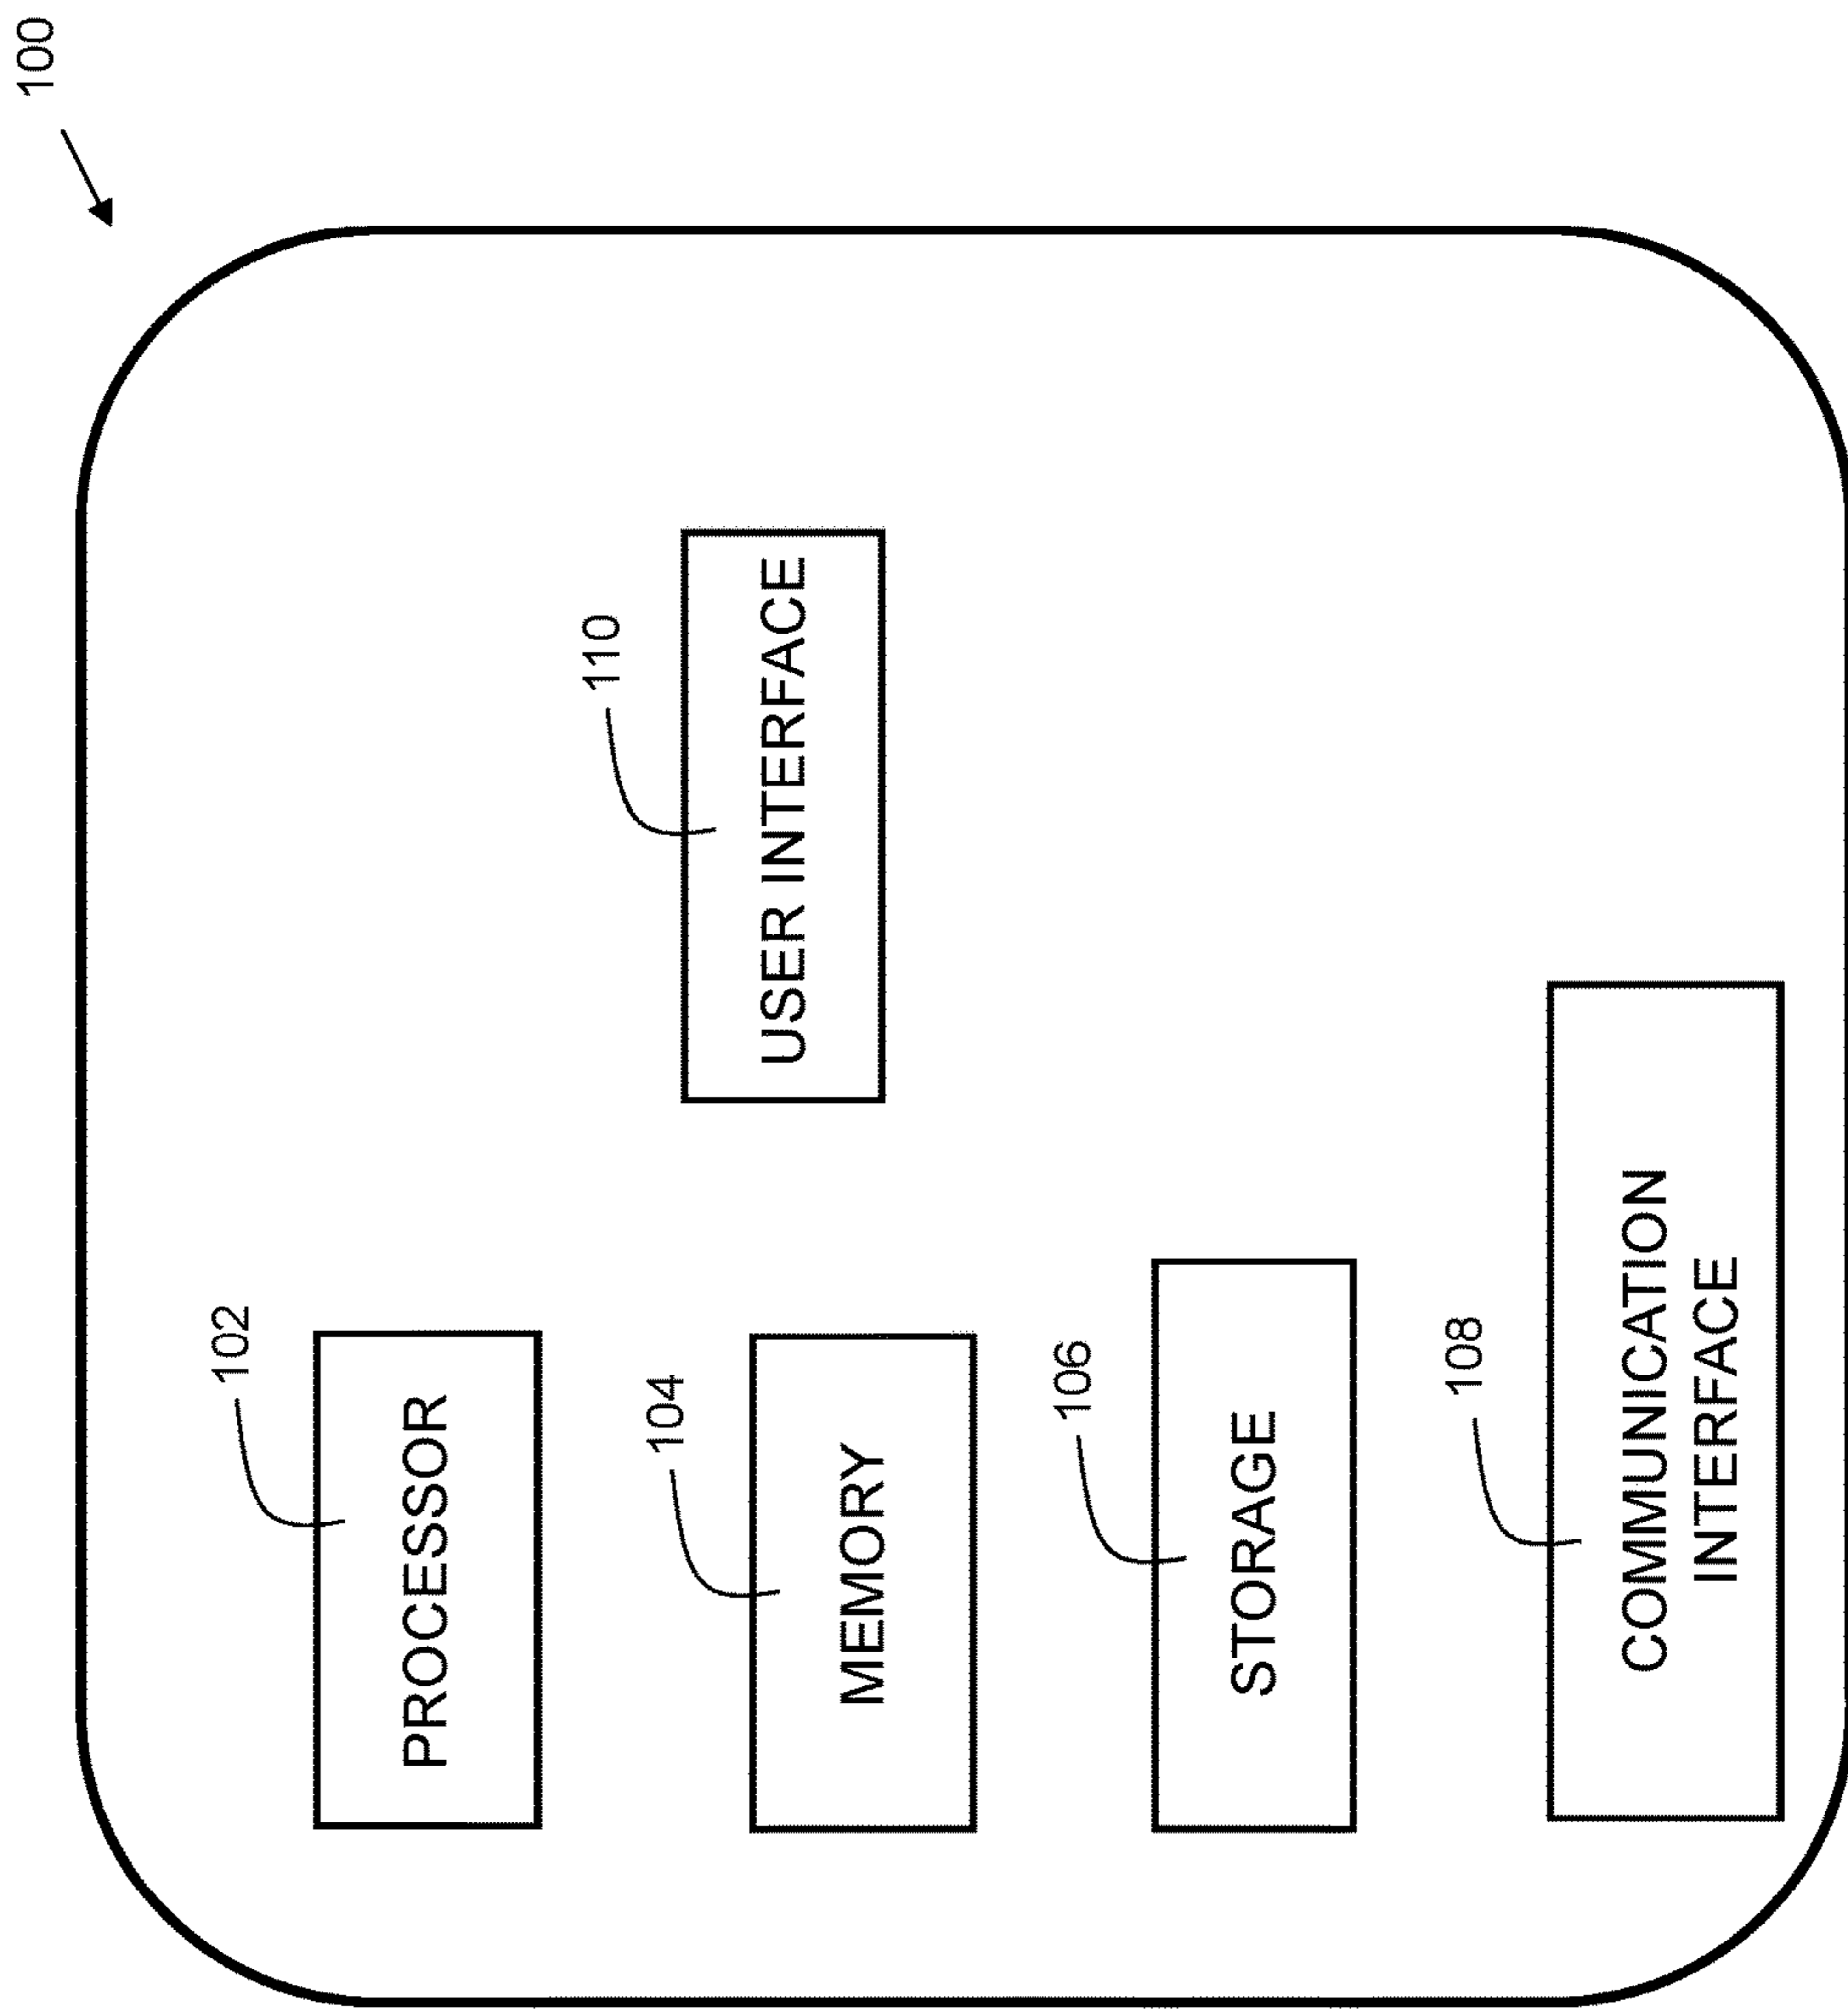 100
102
PROCESSOR
110
USER INTERFACE
104
MEMORY
106
STORAGE
108
COMMUNICATION
INTERFACE